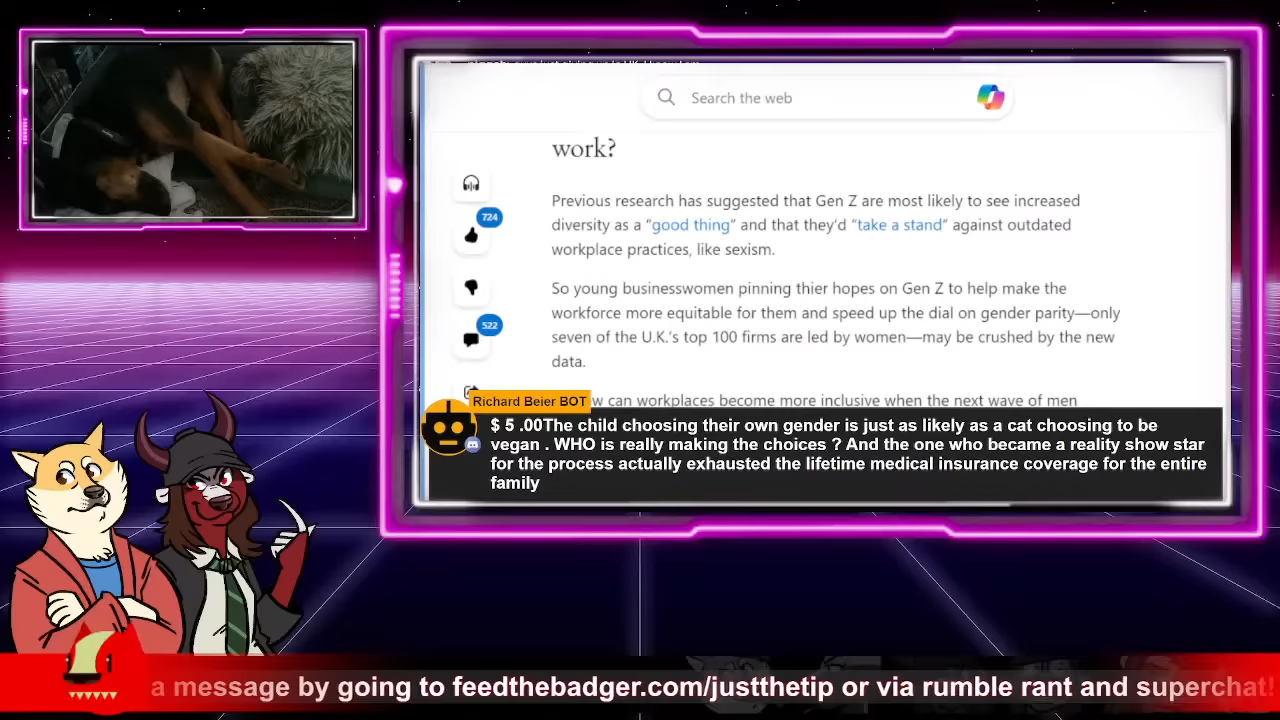 Search the web
work?
724
Previous research has suggested that Gen Z are most likely to see increased
diversity as a “good thing” and that they’d “take a stand” against outdated
workplace practices, like sexism.
So young businesswomen pinning thier hopes on Gen Z to help make the
522
workforce more equitable for them and speed up the dial on gender parity—only
seven of the U.K.’s top 100 firms are led by women—may be crushed by the new
data.
can workplaces become more inclusive when the next wave of men
Richard Beier BOT
$ 5 .00The child choosing their own gender is just as likely as a cat choosing to be
vegan . WHO is really making the choices ? And the one who became a reality show star
for the process actually exhausted the lifetime medical insurance coverage for the entire
family
a message by going to feedthebadger.com/justthetip or via rumble rant and superchat!